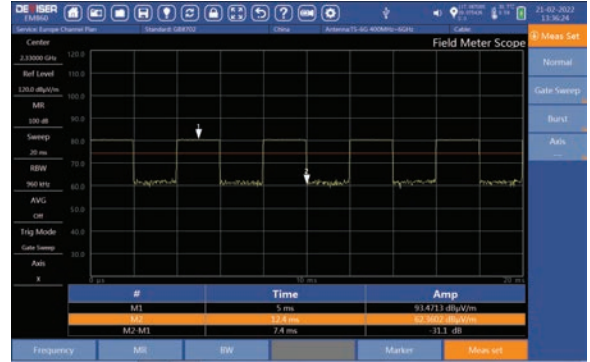 DEVISER
EM860
21-02-2022
13:36:24
Service: Europe Channel Plan Standard: GB8702 China Antenna:TS-6G 400MHz~6GHz Cable:
Field Meter Scope
Center
2.33000 GHz
Ref Level
120.0 dBμV/m
MR
100 dB
Sweep
20 ms
RBW
960 kHz
AVG
Off
Trig Mode
Gate Sweep
Axis
X
120.0
110.0
100.0
90.0
80.0
70.0
60.0
40.0
30.0
1
2
0 μs 10 ms 20 ms
# Time Amp
M1 5 ms 93.4713 dBμV/m
M2 12.4 ms 62.3602 dBμV/m
M2-M1 7.4 ms -31.1 dB
Meas Set
Normal
Gate Sweep
Burst
Axis
---
Frequency MR BW Marker Meas set